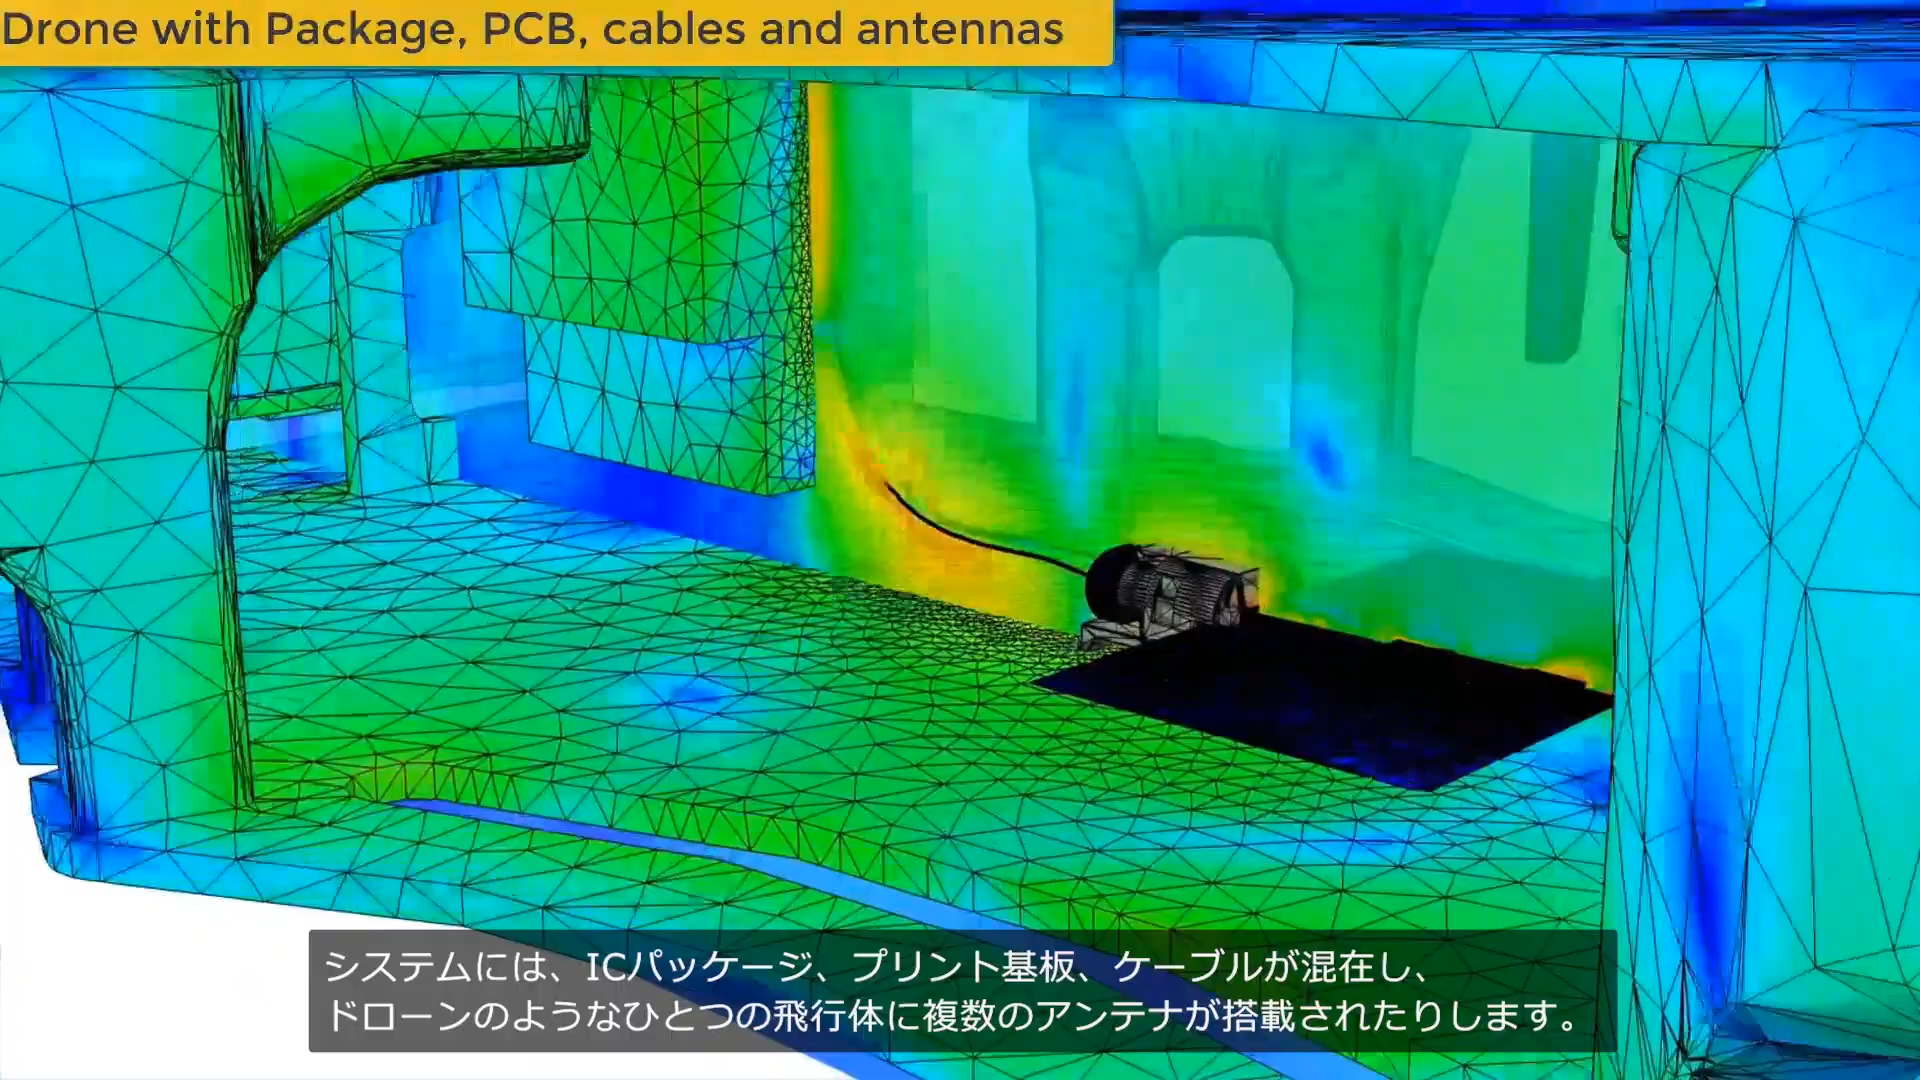 Drone with Package, PCB, cables and antennas
システムには、ICパッケージ、プリント基板、ケーブルが混在し、
ドローンのようなひとつの飛行体に複数のアンテナが搭載されたりします。